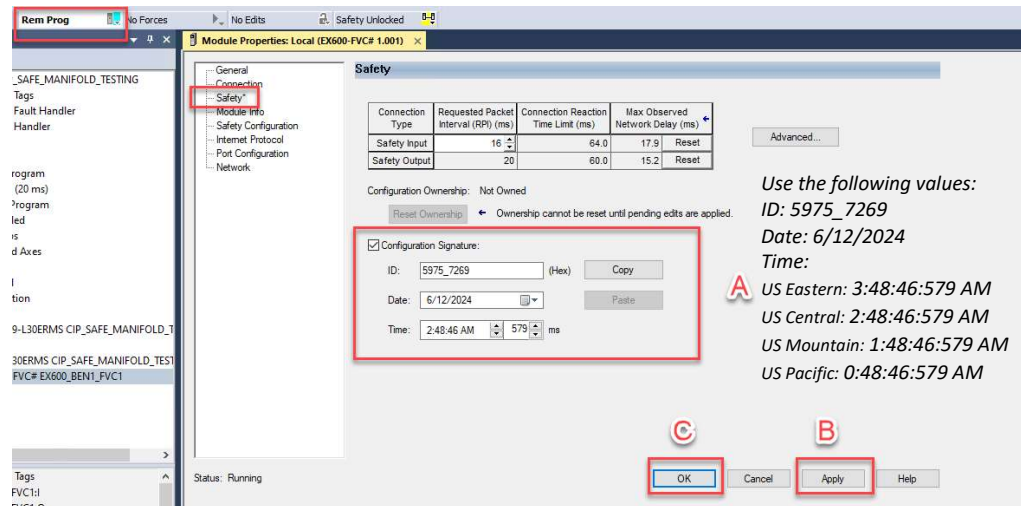 Rem Prog
No Forces
No Edits
Safety Unlocked
Module Properties: Local (EX600-FVC# 1.001) ×
_SAFE_MANIFOLD_TESTING
Tags
Fault Handler
Handler
rogram
(20 ms)
Program
led
d Axes
tion
9-L30ERMS CIP_SAFE_MANIFOLD_T
30ERMS CIP_SAFE_MANIFOLD_TEST
FVC# EX600_BEN1_FVC1
Tags
FVC1:I
General
Connection
Safety*
Module Info
Safety Configuration
Internet Protocol
Port Configuration
Network
Status: Running
Safety
Connection Type
Requested Packet Interval (RPI) (ms)
Connection Reaction Time Limit (ms)
Max Observed Network Delay (ms)
Safety Input 16 64.0 17.9 Reset
Safety Output 20 60.0 15.2 Reset
Advanced...
Configuration Ownership: Not Owned
Reset Ownership ← Ownership cannot be reset until pending edits are applied.
Configuration Signature:
ID: 5975_7269 (Hex) Copy
Date: 6/12/2024 Paste
Time: 2:48:46 AM 579 ms
A
Use the following values:
ID: 5975_7269
Date: 6/12/2024
Time:
US Eastern: 3:48:46:579 AM
US Central: 2:48:46:579 AM
US Mountain: 1:48:46:579 AM
US Pacific: 0:48:46:579 AM
C
B
OK Cancel Apply Help